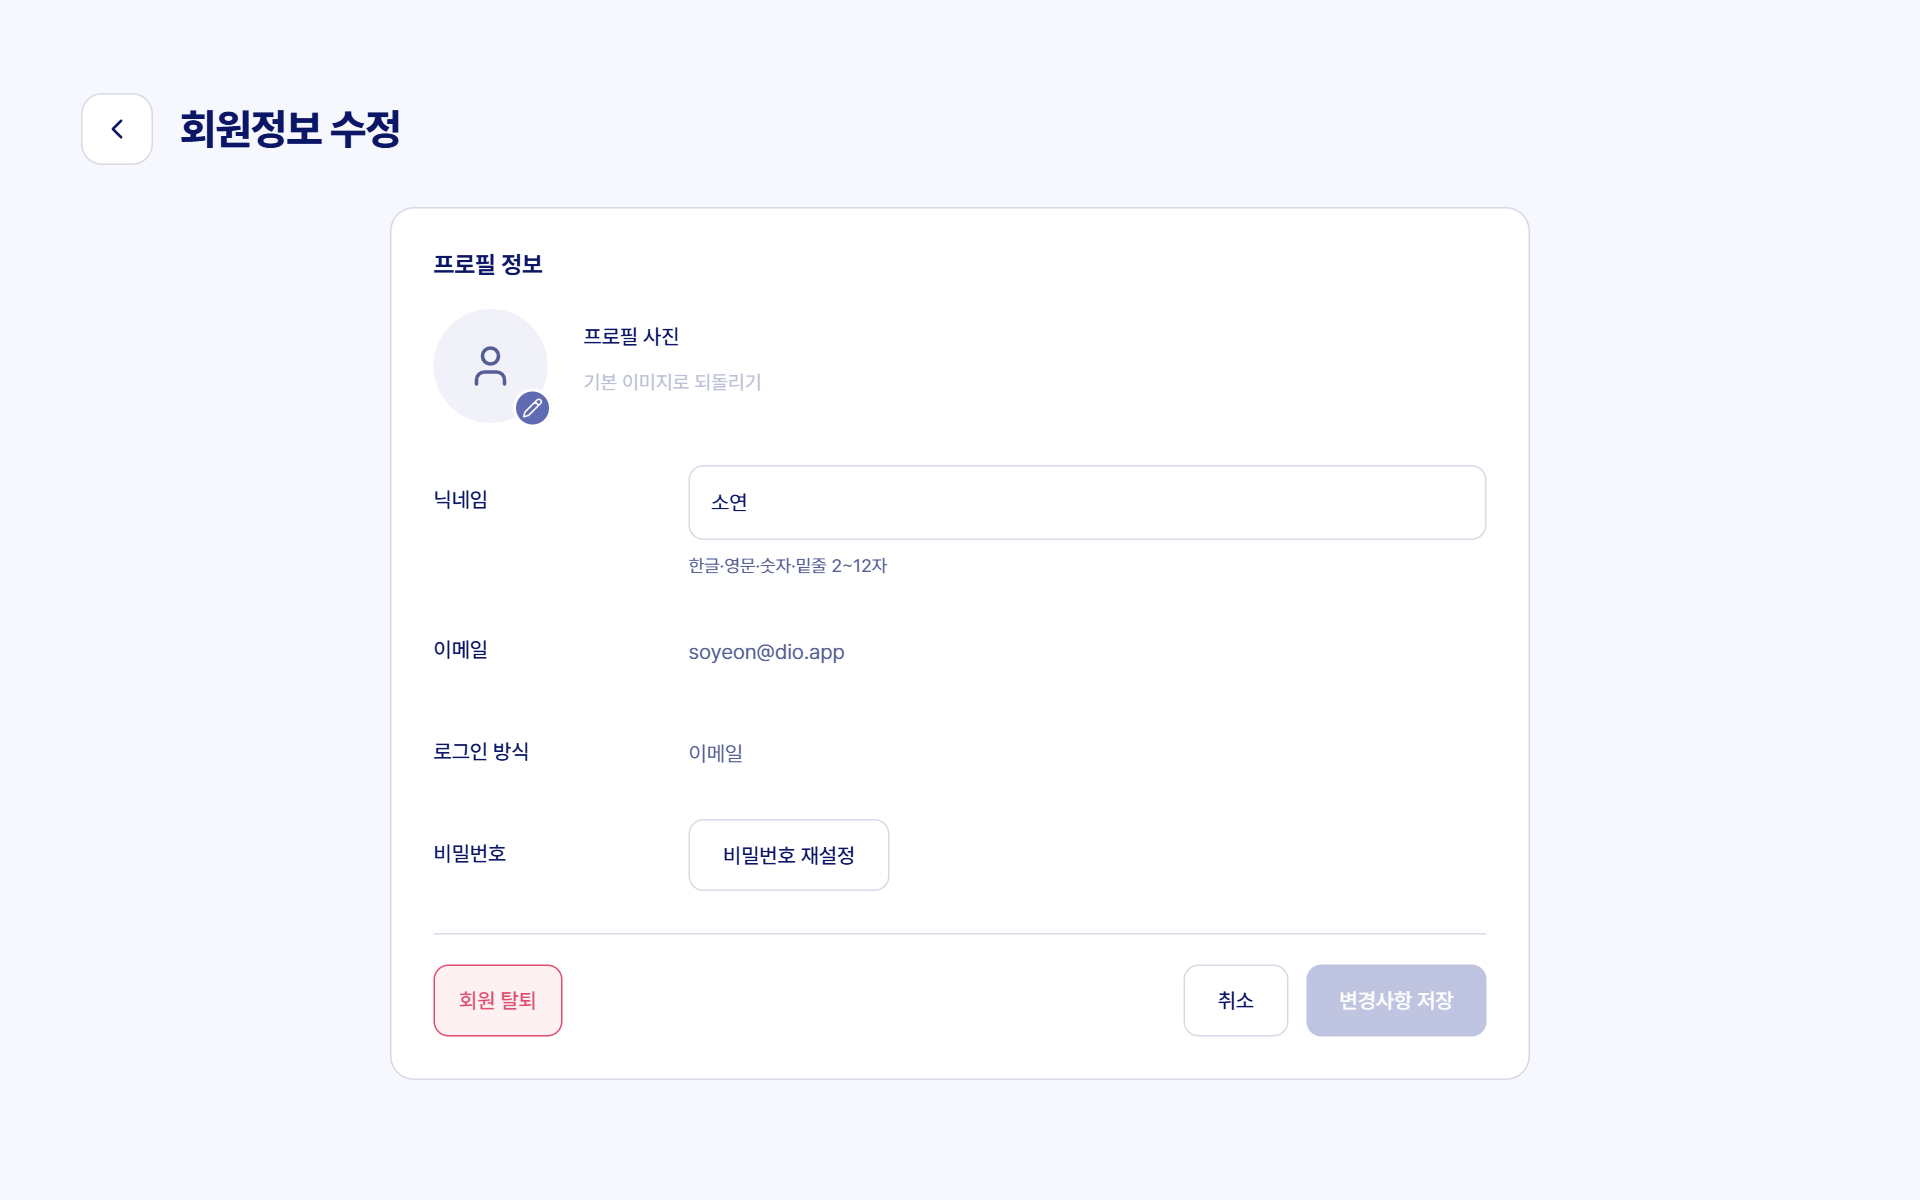 회원정보 수정
프로필 정보
프로필 사진
기본 이미지로 되돌리기
닉네임
소연
한글·영문·숫자·밑줄 2~12자
이메일
soyeon@dio.app
로그인 방식
이메일
비밀번호
비밀번호 재설정
회원 탈퇴
취소
변경사항 저장